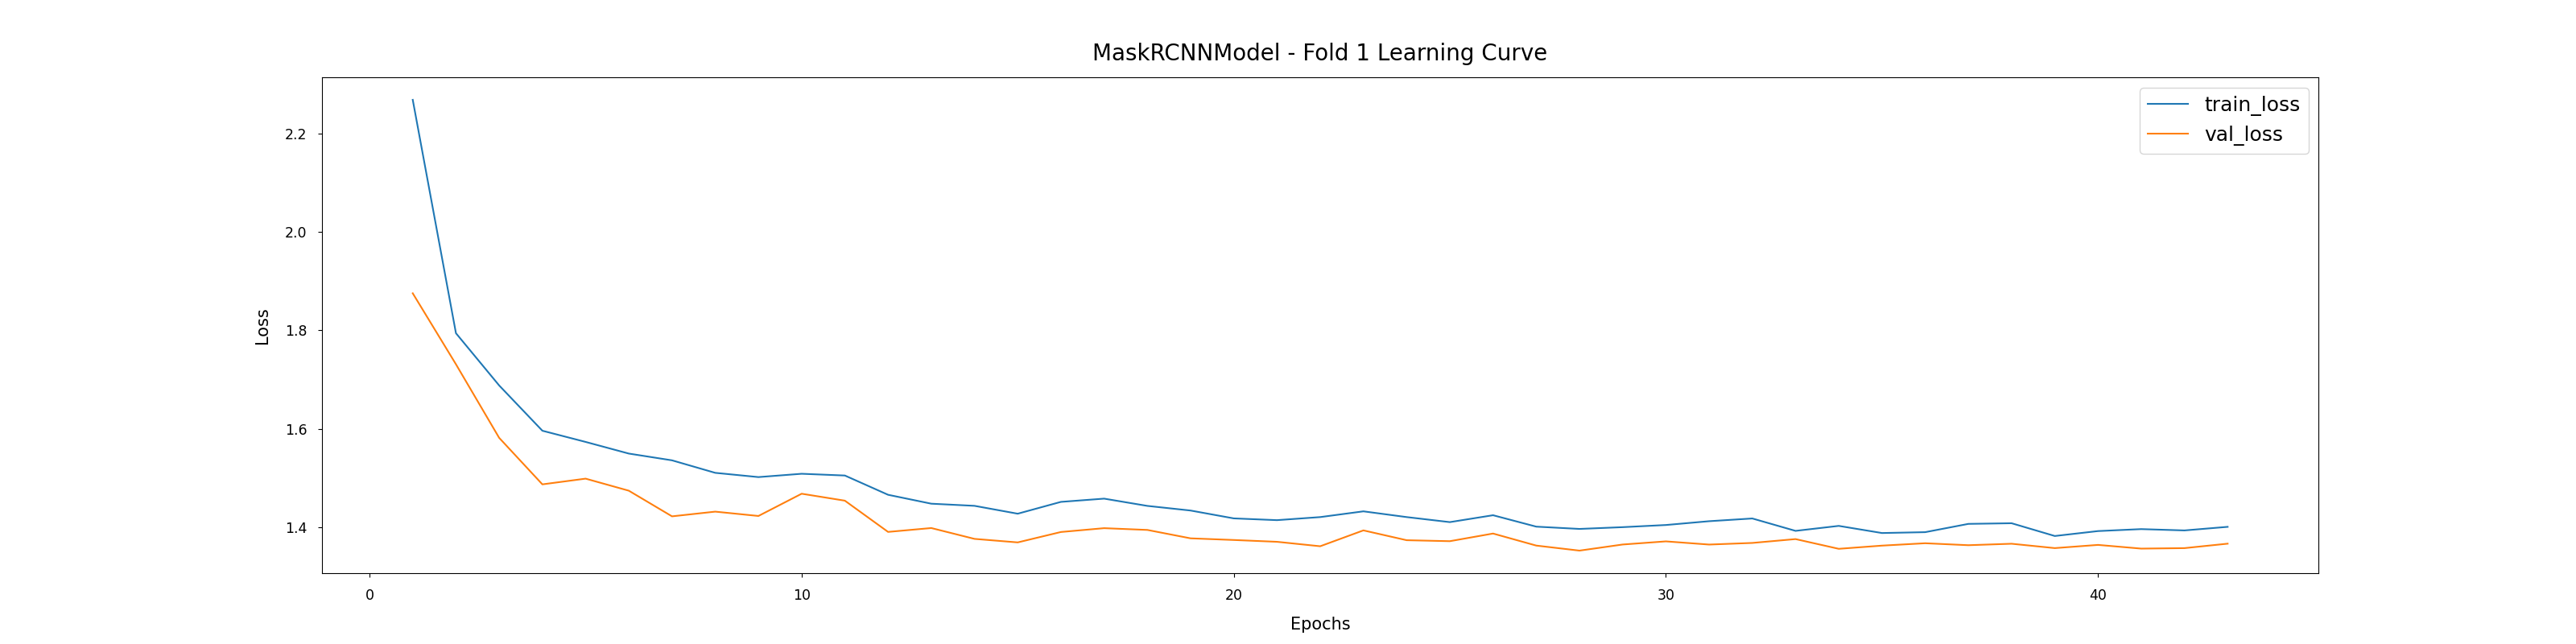 MaskRCNNModel - Fold 1 Learning Curve
train_loss
val_loss
2.2
2.0
1.8
1.6
1.4
Loss
0 10 20 30 40
Epochs